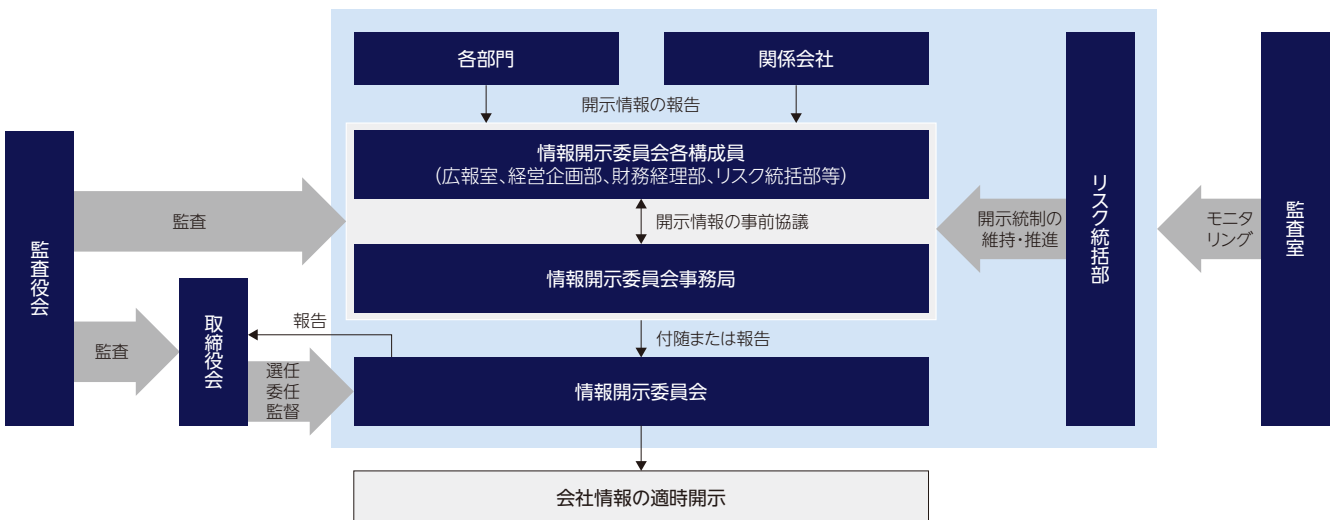 各部門
関係会社
開示情報の報告
情報開示委員会各構成員
（広報室、経営企画部、財務経理部、リスク統括部等）
開示情報の事前協議
情報開示委員会事務局
付随または報告
情報開示委員会
会社情報の適時開示
監査役会
監査
監査
取締役会
報告
選任
委任
監督
リスク統括部
開示統制の
維持・推進
監査室
モニタ
リング